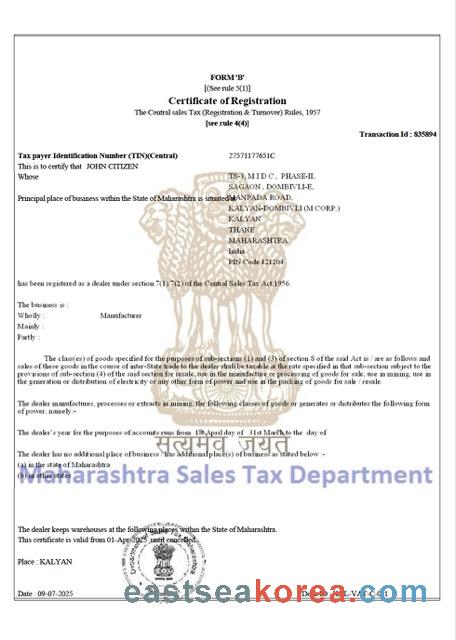 FORM 'B'
[(See rule 5(1)]
Certificate of Registration
The Central sales Tax (Registration & Turnover) Rules, 1957
[see rule 4(4)]
Transaction Id : 835894
Tax payer Identification Number (TIN)(Central) 27571177651C
This is to certify that JOHN CITIZEN
Whose T8-3, M I D C , PHASE-II,
SAGAON , DOMBIVLI-E,
Principal place of business within the State of Maharashtra is situated MANPADA ROAD,
KALYAN-DOMBIVLI (M CORP.)
KALYAN
THANE
MAHARASHTRA
India
PIN Code 421204
has been registered as a dealer under section 7(1)/7(2) of the Central Sales Tax Act 1956.
The business is :
Wholly : Manufacturer
Mainly :
Partly :
The class(es) of goods specified for the purposes of sub-sections (1) and (3) of section 8 of the said Act is / are as follows and
sales of these goods in the course of inter-State trade to the dealer shall be taxable at the rate specified in that sub-section subject to the
provisions of sub-section (4) of the said section for resale, use in the manufacture or processing of goods for sale, use in mining, use in
the generation or distribution of electricity or any other form of power and use in the packing of goods for sale / resale.
The dealer manufactures, processes or extracts in mining, the following classes of goods or generates or distributes the following form
of power, namely:-
The dealer's year for the purposes of accounts runs from 1st April day of 31st March to the day of
सत्यमेव जयते
The dealer has no additional place of business / has additional place(s) of business as stated below :-
(a) in the state of Maharashtra
Maharashtra Sales Tax Department
(b) in other states
The dealer keeps warehouses at the following places within the State of Maharashtra.
This certificate is valid from 01-Apr-2025 until cancelled.
Place : KALYAN
eastseakorea.com
Date : 09-07-2025